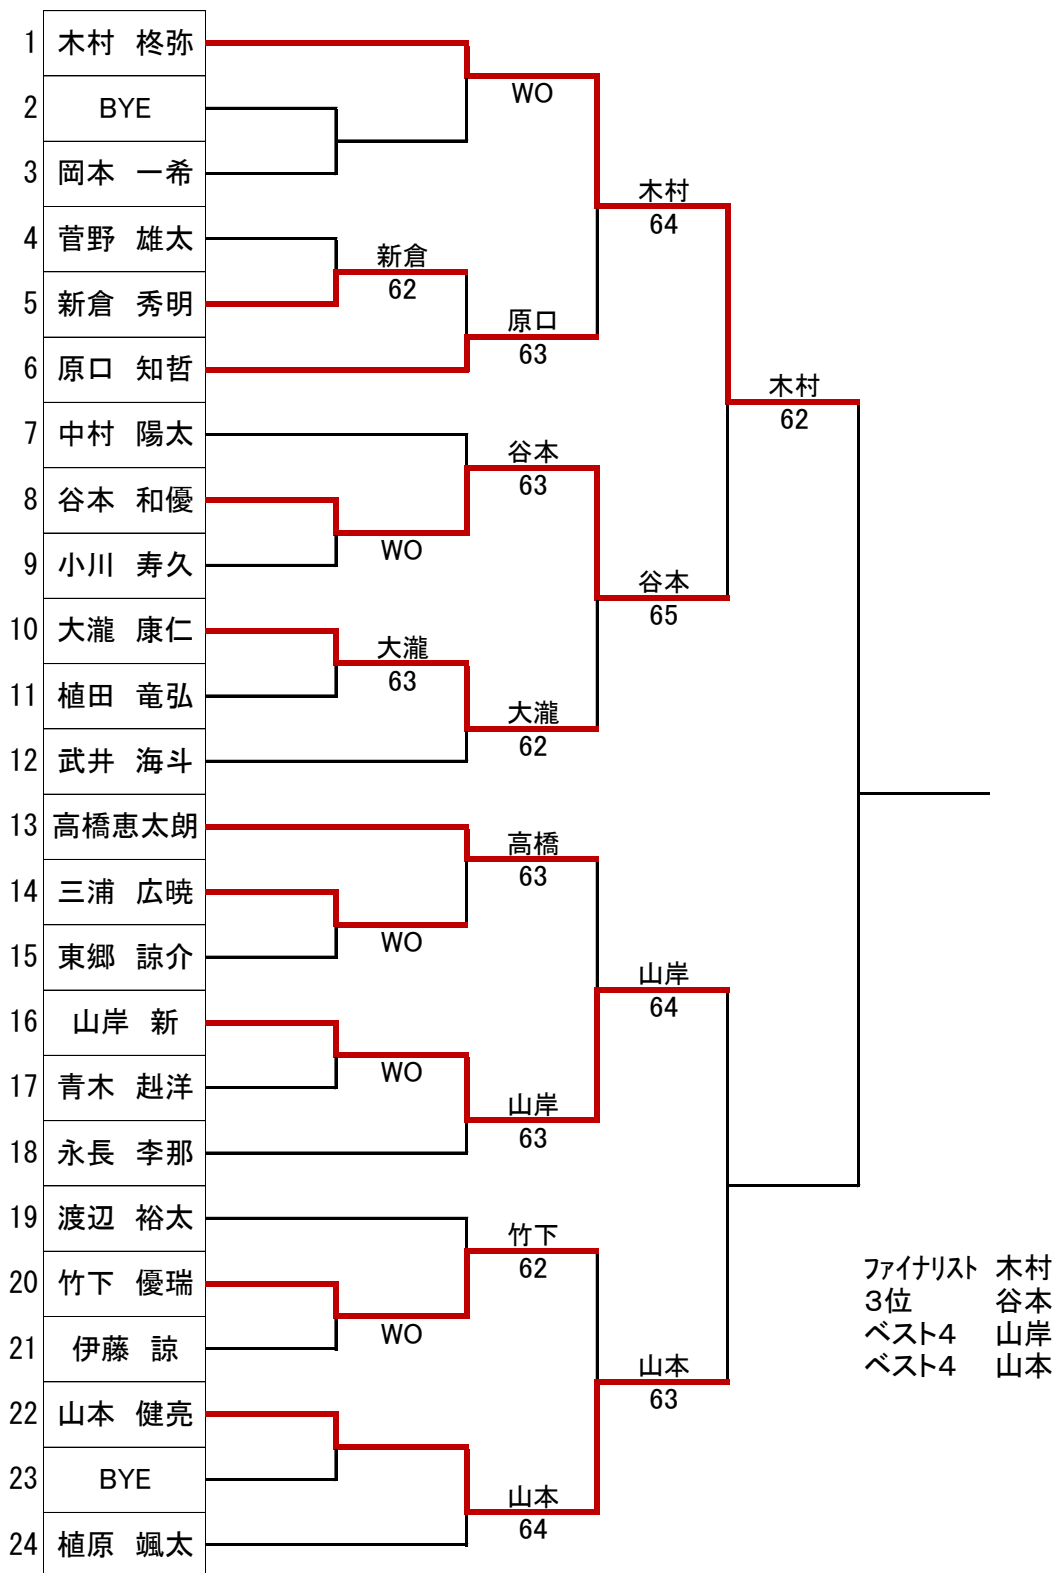 1 木村 柊弥
WO
2 BYE
3 岡本 一希
木村
64
4 菅野 雄太
新倉
62
5 新倉 秀明
原口
63
6 原口 知哲
木村
62
7 中村 陽太
谷本
63
8 谷本 和優
WO
9 小川 寿久
谷本
65
10 大瀧 康仁
大瀧
63
11 植田 竜弘
大瀧
62
12 武井 海斗
13 高橋恵太朗
高橋
63
14 三浦 広暁
WO
15 東郷 諒介
山岸
64
16 山岸 新
WO
17 青木 赳洋
山岸
63
18 永長 李那
19 渡辺 裕太
竹下
62
20 竹下 優瑞
WO
21 伊藤 諒
山本
63
22 山本 健亮
23 BYE
山本
64
24 植原 颯太
ファイナリスト 木村
3位 谷本
ベスト4 山岸
ベスト4 山本